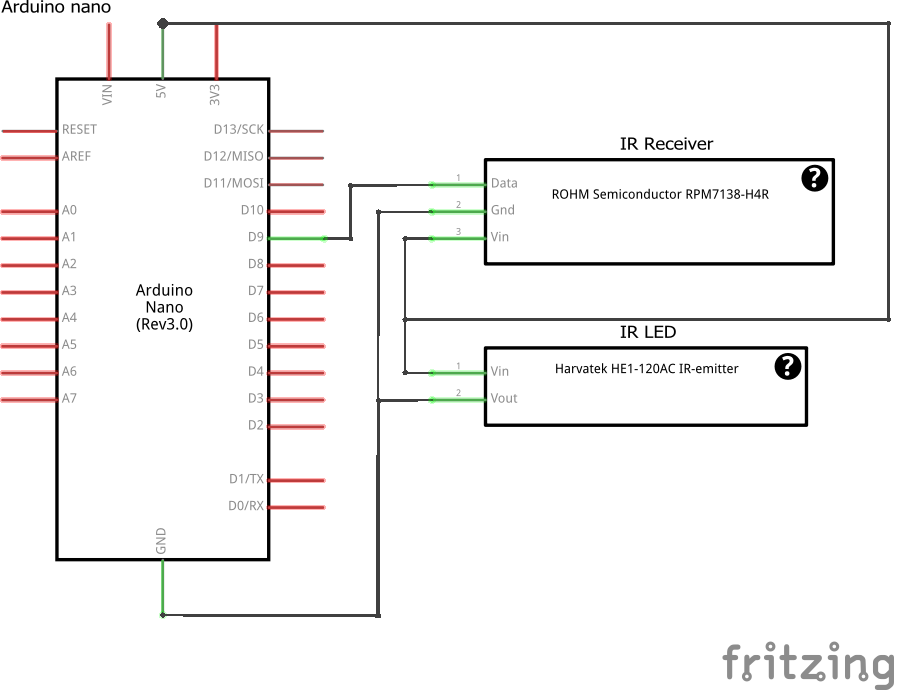 Arduino nano
VIN
5V
3V3
RESET
D13/SCK
AREF
D12/MISO
D11/MOSI
A0
D10
A1
D9
A2
D8
A3
D7
A4
D6
A5
D5
A6
D4
A7
D3
D2
D1/TX
D0/RX
GND
Arduino
Nano
(Rev3.0)
IR Receiver
1
Data
2
Gnd
3
Vin
ROHM Semiconductor RPM7138-H4R
?
IR LED
1
Vin
2
Vout
Harvatek HE1-120AC IR-emitter
?
fritzing